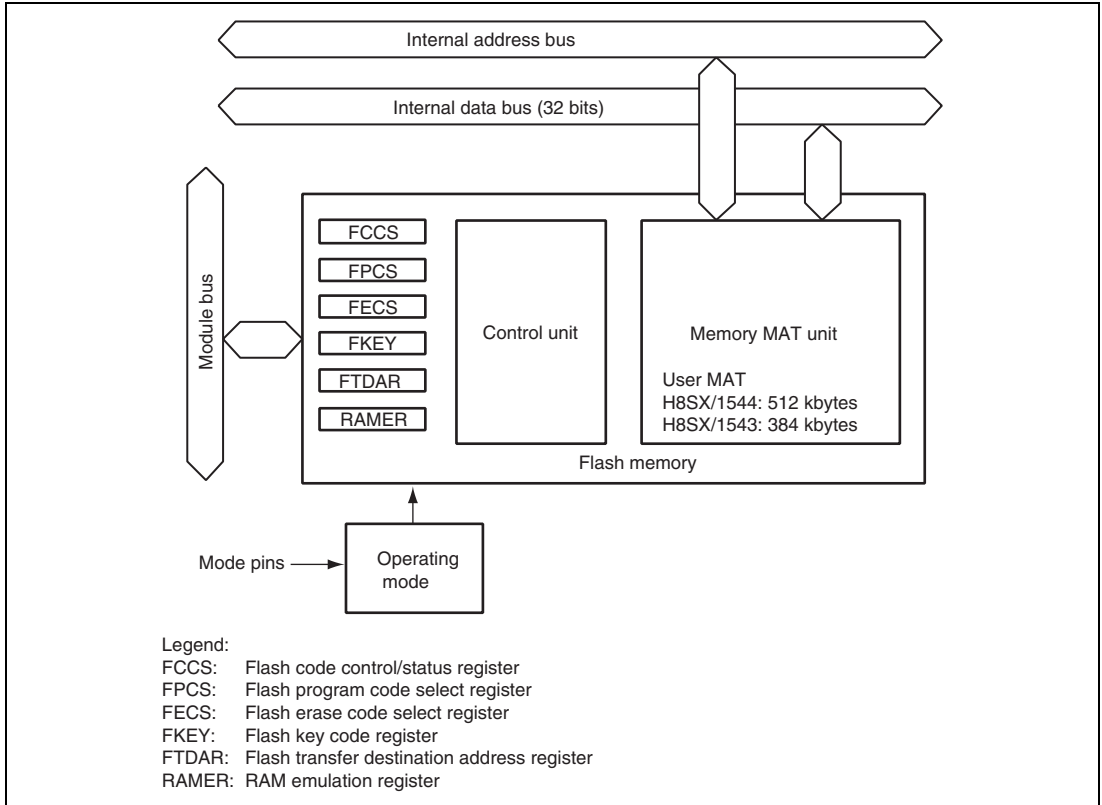 Internal address bus
Internal data bus (32 bits)
Module bus
FCCS
FPCS
FECS
FKEY
FTDAR
RAMER
Control unit
Memory MAT unit
User MAT
H8SX/1544: 512 kbytes
H8SX/1543: 384 kbytes
Flash memory
Mode pins
Operating
mode
Legend:
FCCS: Flash code control/status register
FPCS: Flash program code select register
FECS: Flash erase code select register
FKEY: Flash key code register
FTDAR: Flash transfer destination address register
RAMER: RAM emulation register